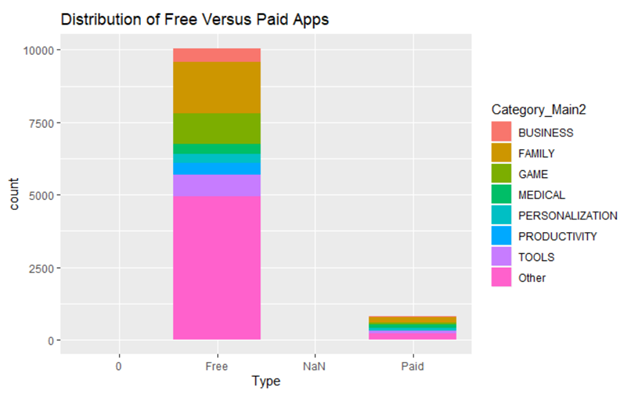 Distribution of Free Versus Paid Apps
count
10000
7500
5000
2500
0
0 Free NaN Paid
Type
Category_Main2
BUSINESS
FAMILY
GAME
MEDICAL
PERSONALIZATION
PRODUCTIVITY
TOOLS
Other